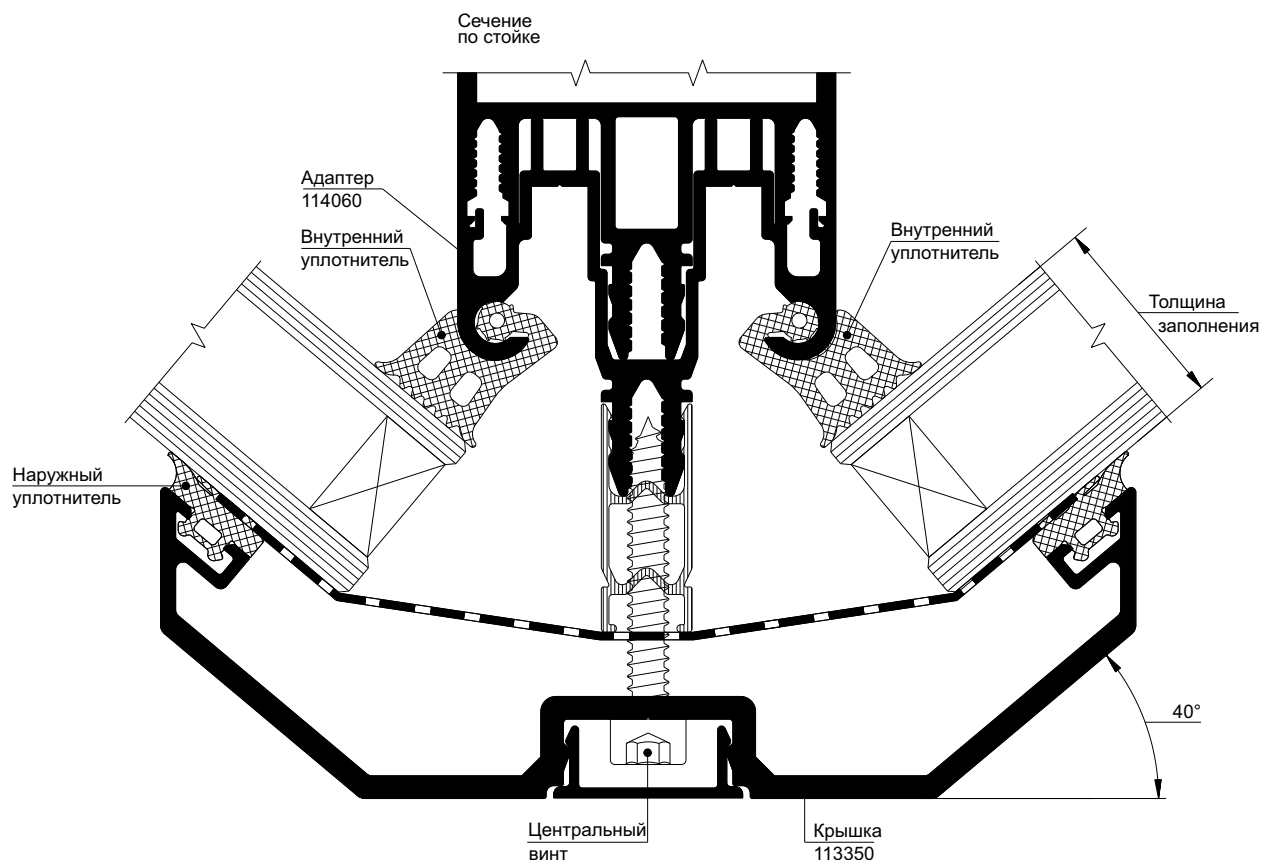 Сечение
по стойке
Адаптер
114060
Внутренний
уплотнитель
Внутренний
уплотнитель
Толщина
заполнения
Наружный
уплотнитель
40°
Центральный
винт
Крышка
113350